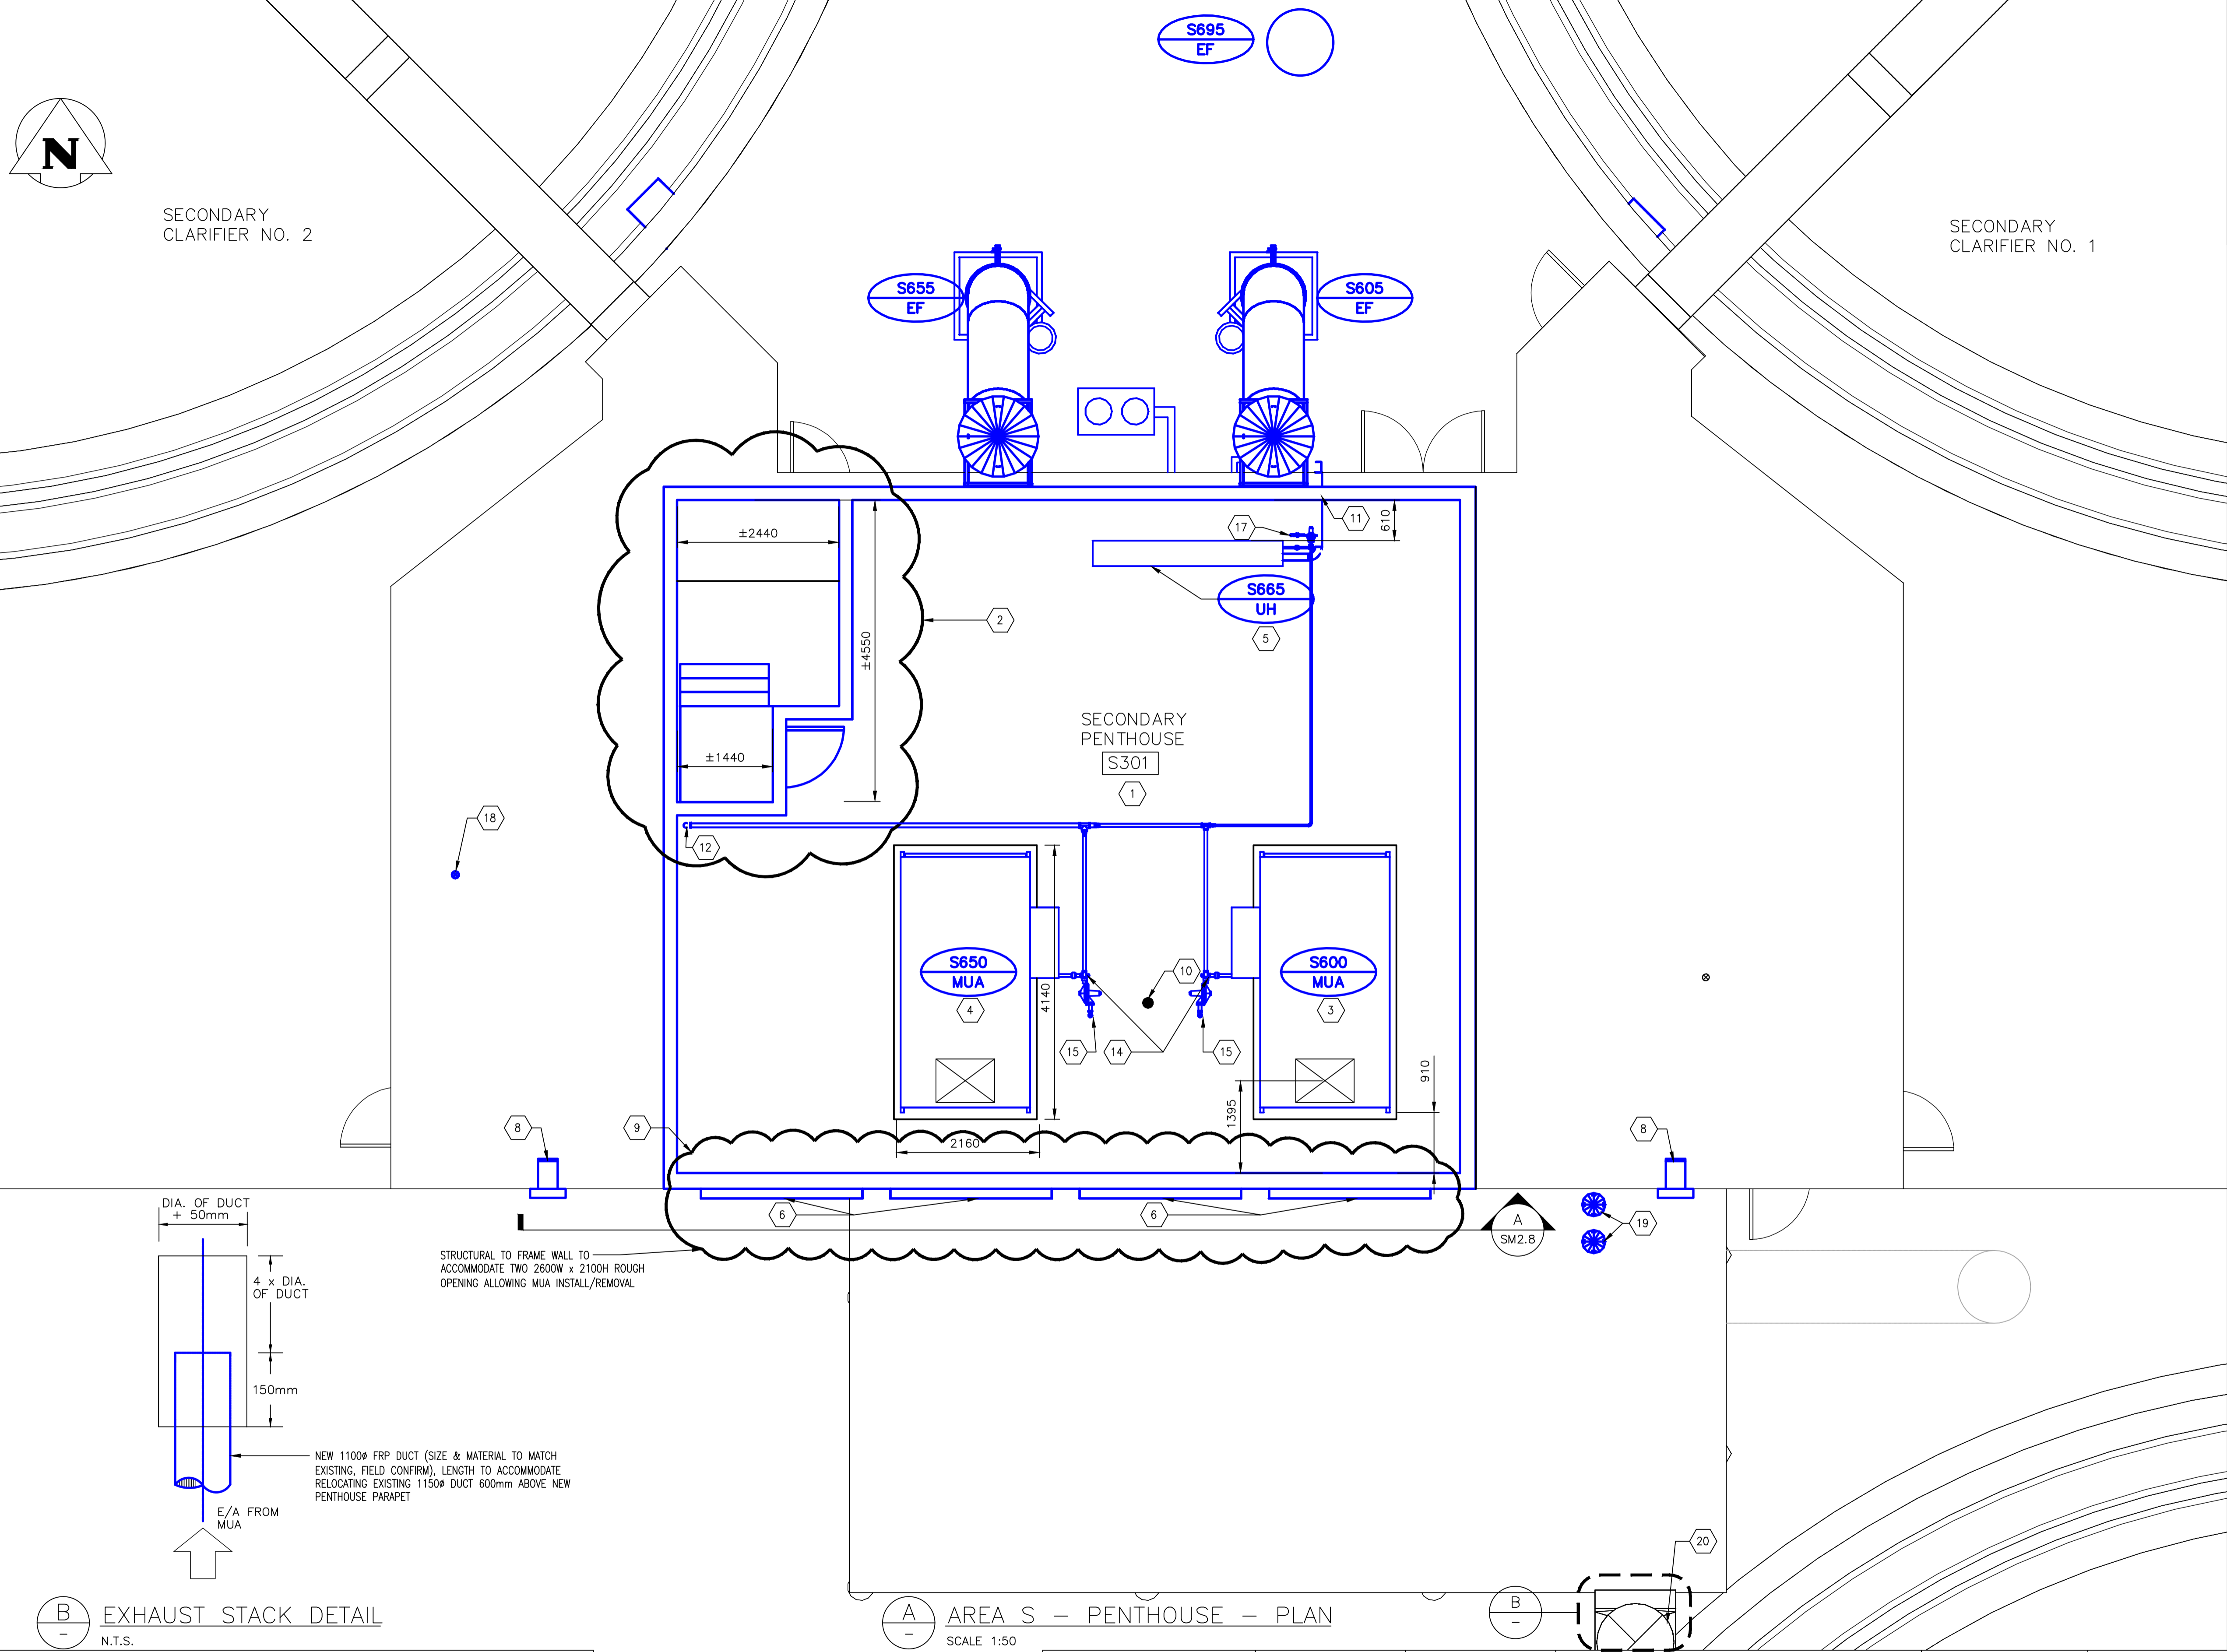 S695
EF
N
SECONDARY
CLARIFIER NO. 2
SECONDARY
CLARIFIER NO. 1
S655
EF
S605
EF
±2440
17
11
610
S665
UH
5
2
±4550
SECONDARY
PENTHOUSE
S301
1
±1440
18
12
S650
MUA
4
4140
10
S600
MUA
3
15
14
15
910
1395
8
9
2160
8
6
6
A
SM2.8
19
DIA. OF DUCT
+ 50mm
4 x DIA.
OF DUCT
150mm
STRUCTURAL TO FRAME WALL TO
ACCOMMODATE TWO 2600W x 2100H ROUGH
OPENING ALLOWING MUA INSTALL/REMOVAL
NEW 1100ø FRP DUCT (SIZE & MATERIAL TO MATCH
EXISTING, FIELD CONFIRM), LENGTH TO ACCOMMODATE
RELOCATING EXISTING 1150ø DUCT 600mm ABOVE NEW
PENTHOUSE PARAPET
E/A FROM
MUA
20
B
-
EXHAUST STACK DETAIL
N.T.S.
A
-
AREA S - PENTHOUSE - PLAN
SCALE 1:50
B
-